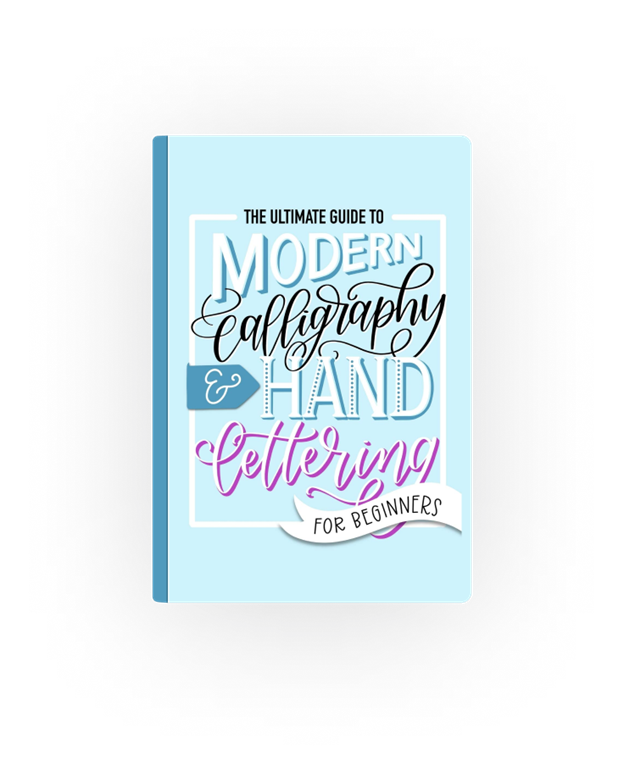 THE ULTIMATE GUIDE TO
MODERN
Calligraphy
& HAND
lettering
FOR BEGINNERS